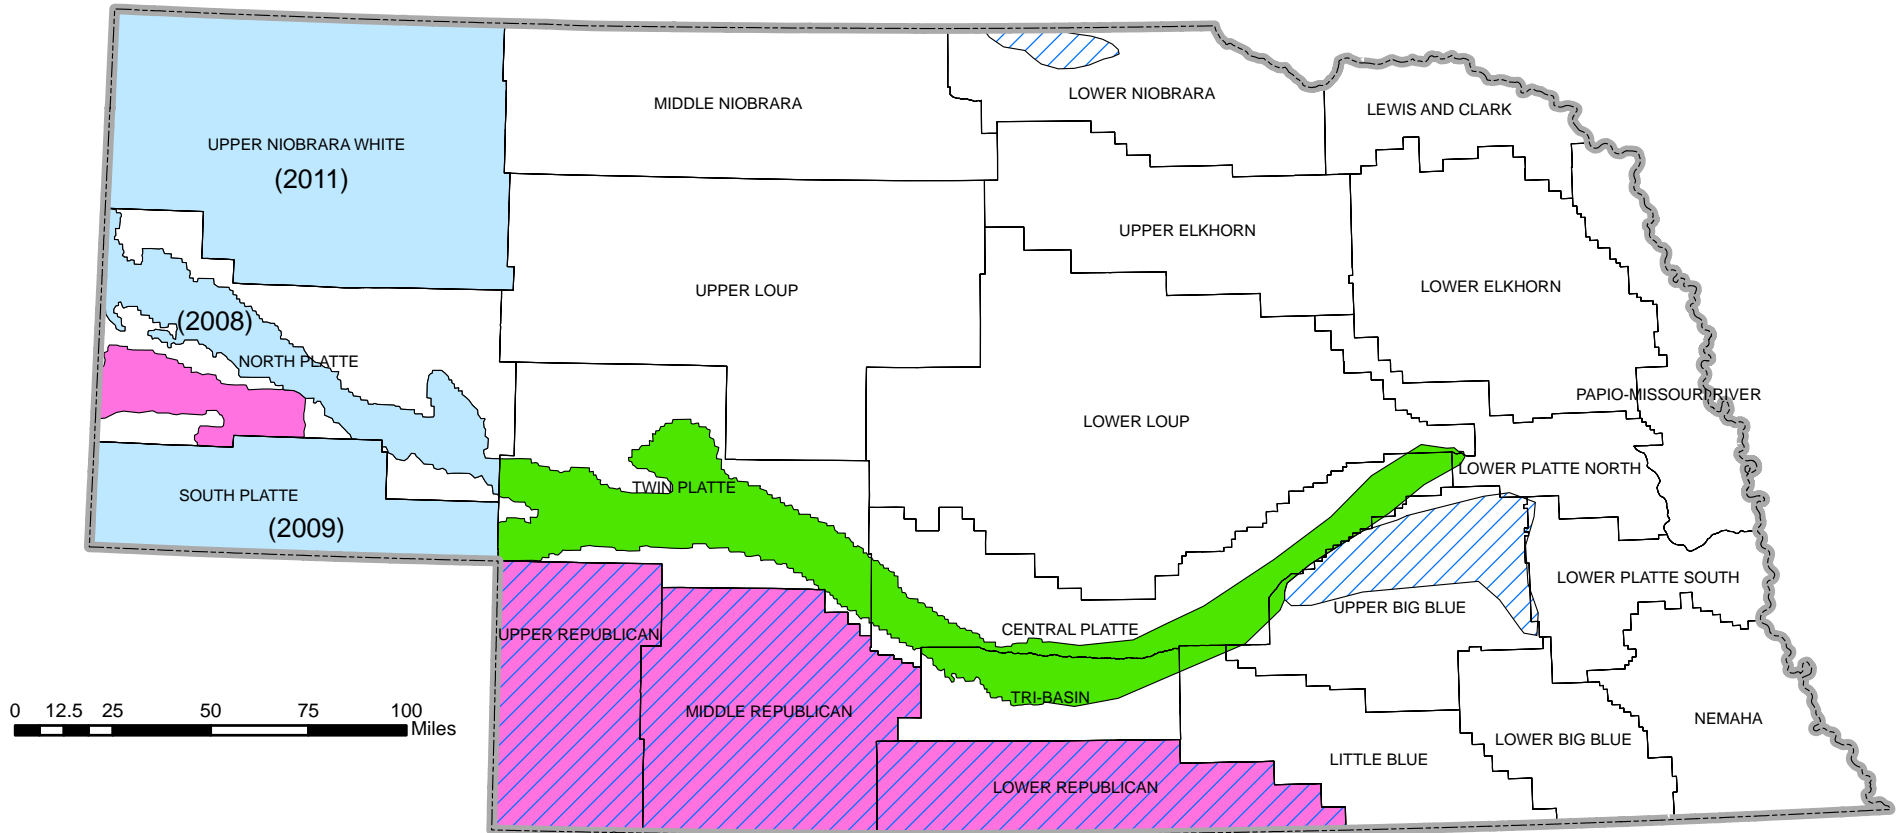 MIDDLE NIOBRARA
LOWER NIOBRARA
LEWIS AND CLARK
UPPER NIOBRARA WHITE
(2011)
UPPER ELKHORN
UPPER LOUP
LOWER ELKHORN
(2008)
NORTH PLATTE
PAPIO-MISSOURI RIVER
LOWER LOUP
LOWER PLATTE NORTH
TWIN PLATTE
SOUTH PLATTE
(2009)
LOWER PLATTE SOUTH
UPPER BIG BLUE
CENTRAL PLATTE
UPPER REPUBLICAN
TRI-BASIN
MIDDLE REPUBLICAN
NEMAHA
0 12.5 25 50 75 100
Miles
LOWER BIG BLUE
LITTLE BLUE
LOWER REPUBLICAN